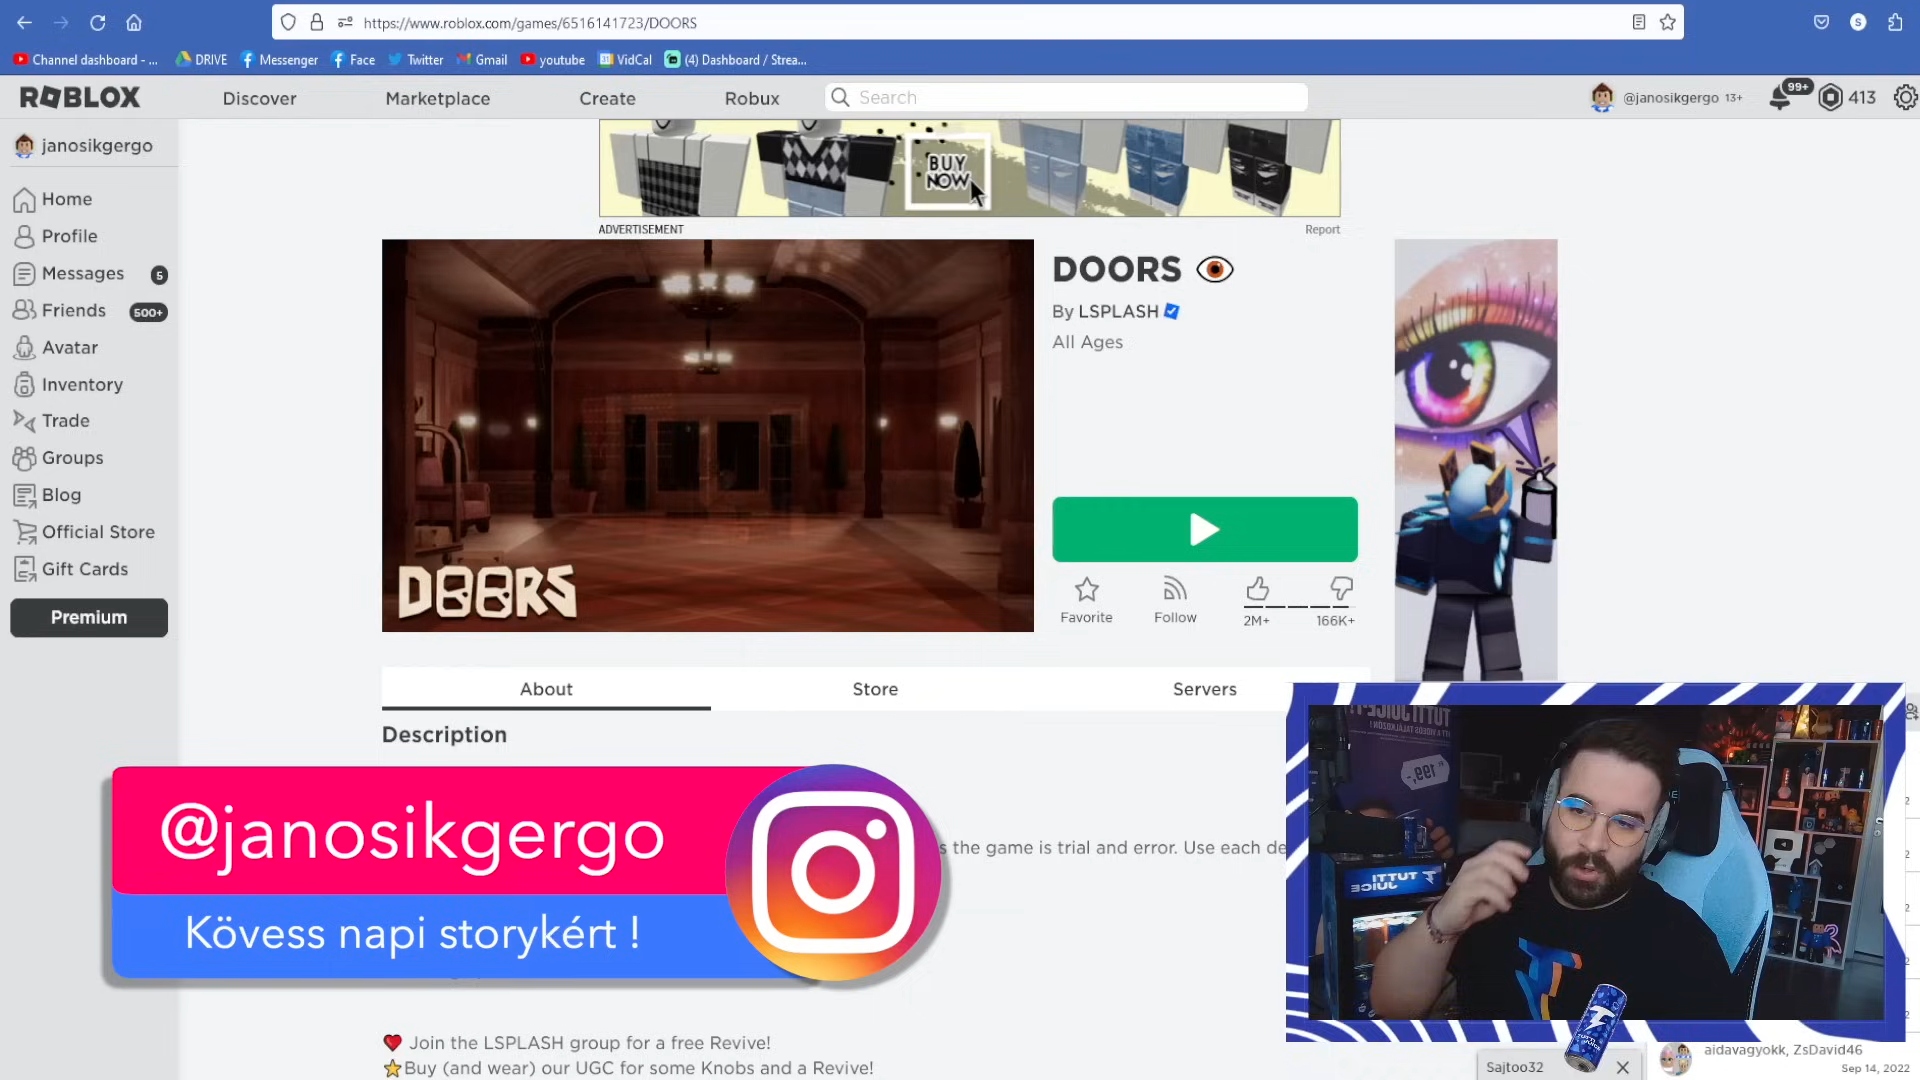 https://www.roblox.com/games/6516141723/DOORS
S
Channel dashboard - ...
DRIVE
Messenger
Face
Twitter
Gmail
youtube
VidCal
(4) Dashboard / Strea...
ROBLOX
Discover
Marketplace
Create
Robux
Search
@janosikgergo 13+
99+
413
janosikgergo
Home
Profile
Messages 5
Friends 500+
Avatar
Inventory
Trade
Groups
Blog
Official Store
Gift Cards
Premium
BUY
NOW
ADVERTISEMENT
Report
DOORS
DOORS
By LSPLASH
All Ages
Favorite
Follow
2M+
166K+
About
Store
Servers
Description
s the game is trial and error. Use each de
@janosikgergo
Kövess napi storykért !
Join the LSPLASH group for a free Revive!
Buy (and wear) our UGC for some Knobs and a Revive!
TUTTI
JUICE
199,-
Sajtoo32
aidavagyokk, ZsDavid46
Sep 14, 2022